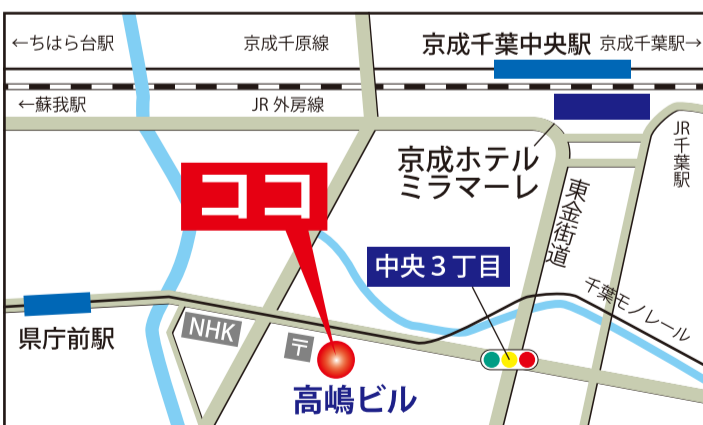 ←ちはら台駅
京成千原線
京成千葉中央駅
京成千葉駅→
←蘇我駅
JR 外房線
JR千葉駅
京成ホテル
ミラマーレ
ココ
東金街道
中央3丁目
千葉モノレール
県庁前駅
NHK
〒
高嶋ビル